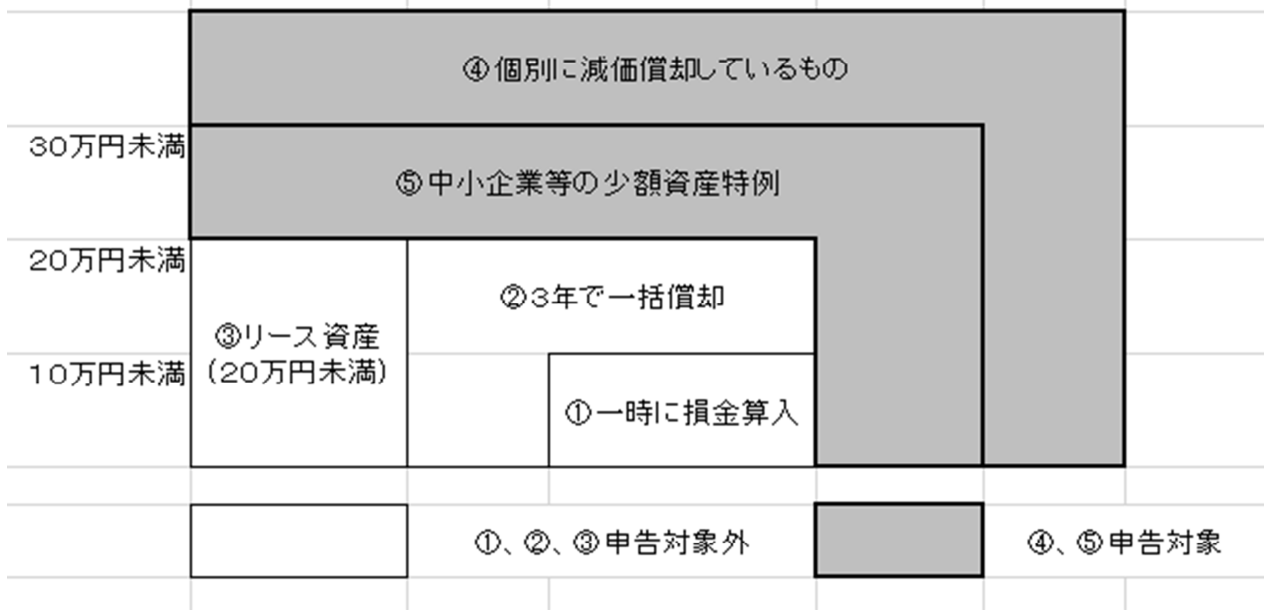 ④個別に減価償却しているもの
30万円未満
⑤中小企業等の少額資産特例
20万円未満
②3年で一括償却
③リース資産
(20万円未満)
10万円未満
①一時に損金算入
①、②、③申告対象外
④、⑤申告対象